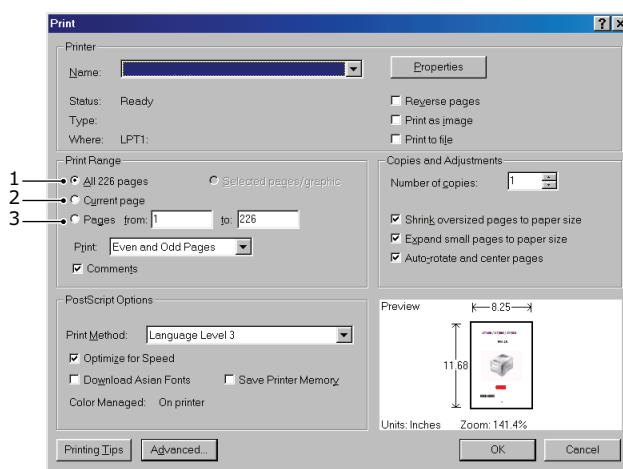 Print
Printer
Name:
Properties
Status: Ready
Type:
Where: LPT1:
Reverse pages
Print as image
Print to file
Print Range
1 All 226 pages Selected pages/graphic
2 Current page
3 Pages from: 1 to: 226
Print: Even and Odd Pages
Comments
Copies and Adjustments
Number of copies: 1
Shrink oversized pages to paper size
Expand small pages to paper size
Auto-rotate and center pages
PostScript Options
Print Method: Language Level 3
Optimize for Speed
Download Asian Fonts Save Printer Memory
Color Managed: On printer
Preview
8.25
11.68
Units: Inches Zoom: 141.4%
Printing Tips Advanced... OK Cancel